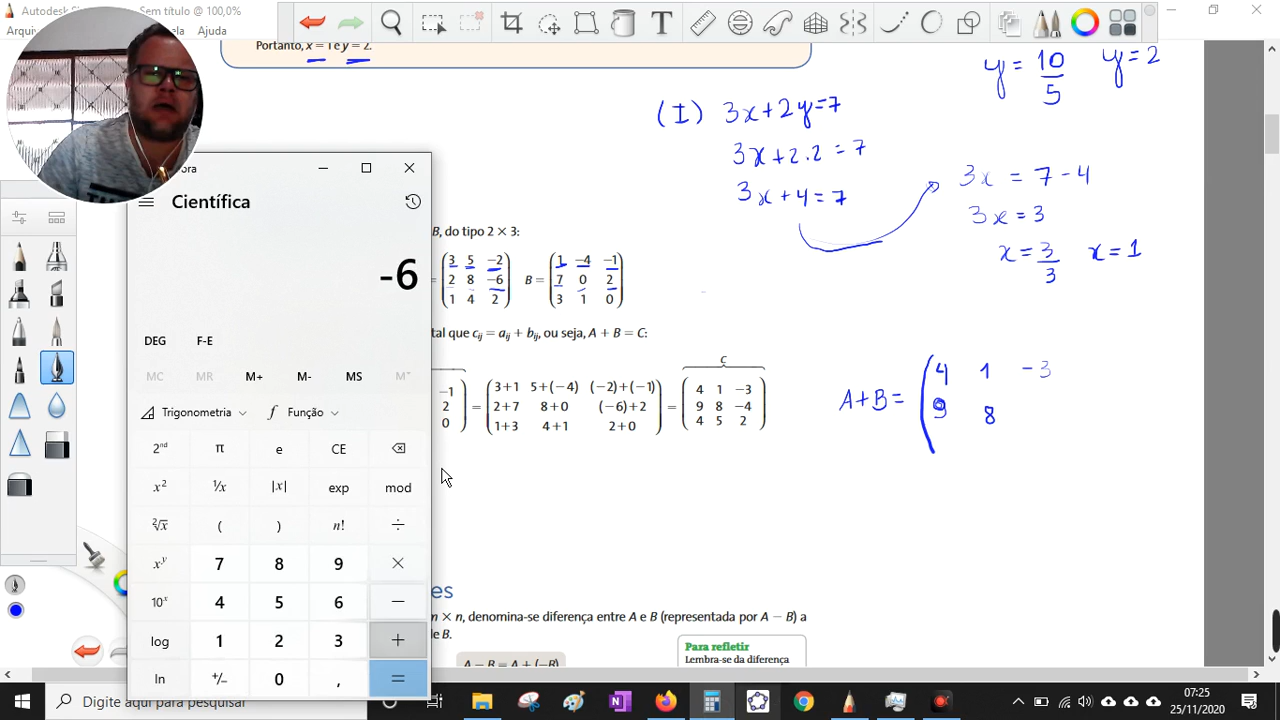 Autodesk S Sem título @ 100,0%
Arqu Ajuda
Portanto, x = 1 e y = 2.
y = 10/5 y = 2
(I) 3x+2y=7
3x+2.2=7
3x+4=7
3x = 7-4
3x = 3
x = 3/3 x = 1
ora
Científica
-6
DEG F-E
MC MR M+ M- MS M˅
Trigonometria Função
2nd π e CE
x² ¹/x |x| exp mod
²√x ( ) n! ÷
xʸ 7 8 9 ×
10ˣ 4 5 6 −
log 1 2 3 +
ln +/− 0 , =
B, do tipo 2 × 3:
= (3 5 −2 B = (1 −4 −1
2 8 −6 7 0 2
1 4 2) 3 1 0)
tal que cij = aij + bij, ou seja, A + B = C:
C
−1 3+1 5+(−4) (−2)+(−1) 4 1 −3
2 = 2+7 8+0 (−6)+2 = 9 8 −4
0 1+3 4+1 2+0 4 5 2
A+B = ( 4 1 -3
9 8
es
m × n, denomina-se diferença entre A e B (representada por A − B) a
de B.
A − B = A + (−B)
Para refletir
Lembra-se da diferença
Digite aqui para pesquisar
07:25
25/11/2020